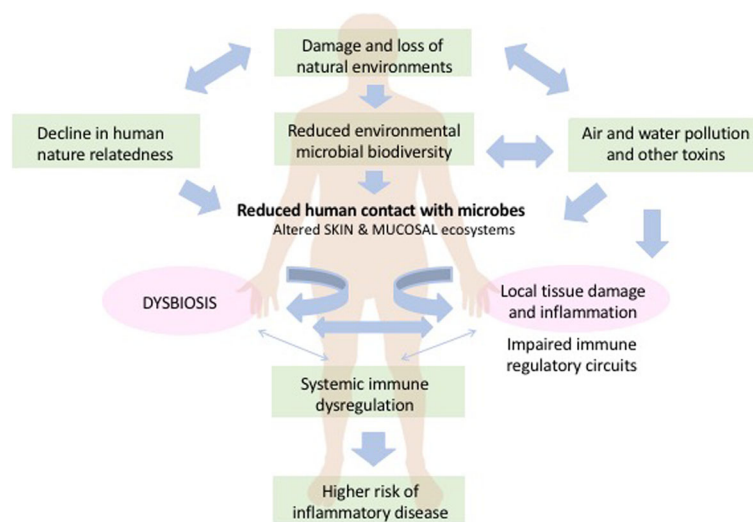 Damage and loss of
natural environments
Decline in human
nature relatedness
Reduced environmental
microbial biodiversity
Air and water pollution
and other toxins
Reduced human contact with microbes
Altered SKIN & MUCOSAL ecosystems
DYSBIOSIS
Local tissue damage
and inflammation
Impaired immune
regulatory circuits
Systemic immune
dysregulation
Higher risk of
inflammatory disease